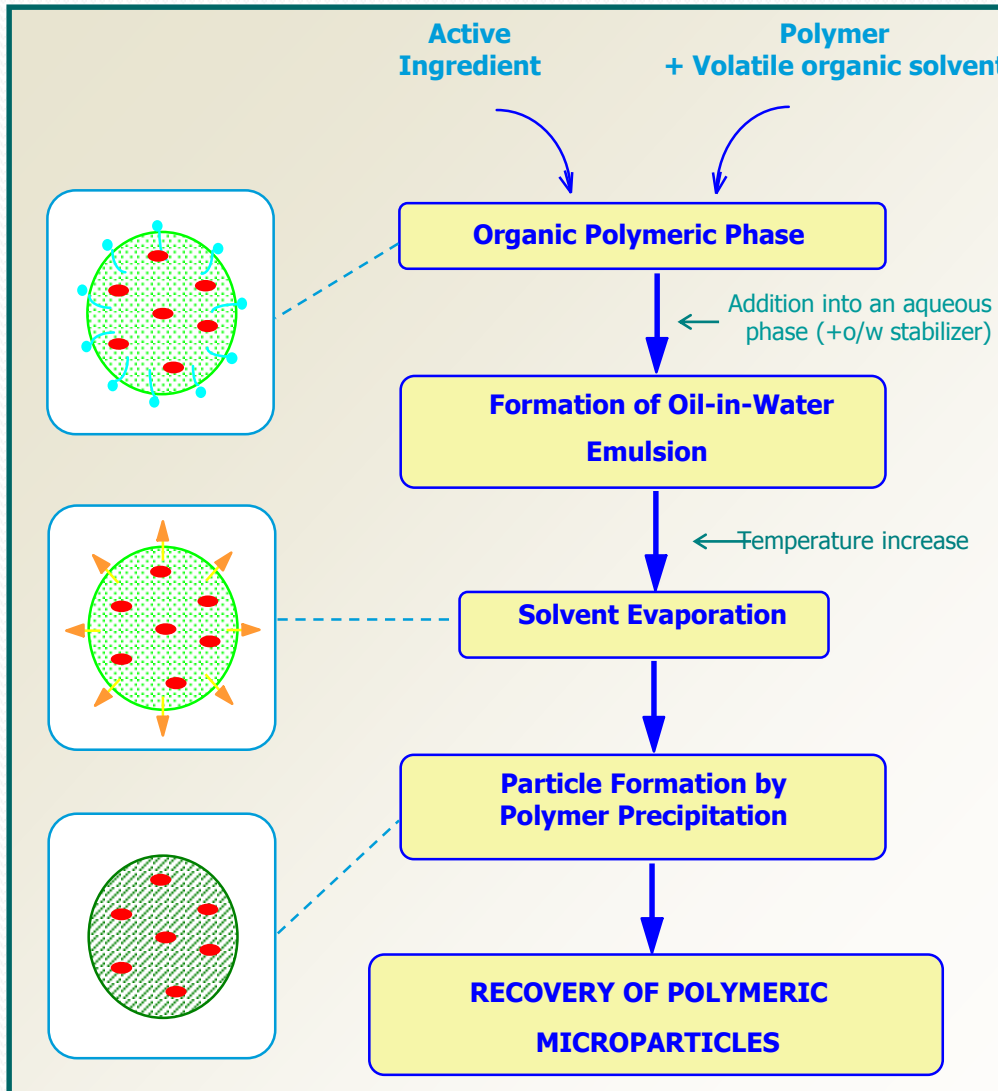 Active
Ingredient
Polymer
+ Volatile organic solvent
Organic Polymeric Phase
Addition into an aqueous
phase (+o/w stabilizer)
Formation of Oil-in-Water
Emulsion
Temperature increase
Solvent Evaporation
Particle Formation by
Polymer Precipitation
RECOVERY OF POLYMERIC
MICROPARTICLES